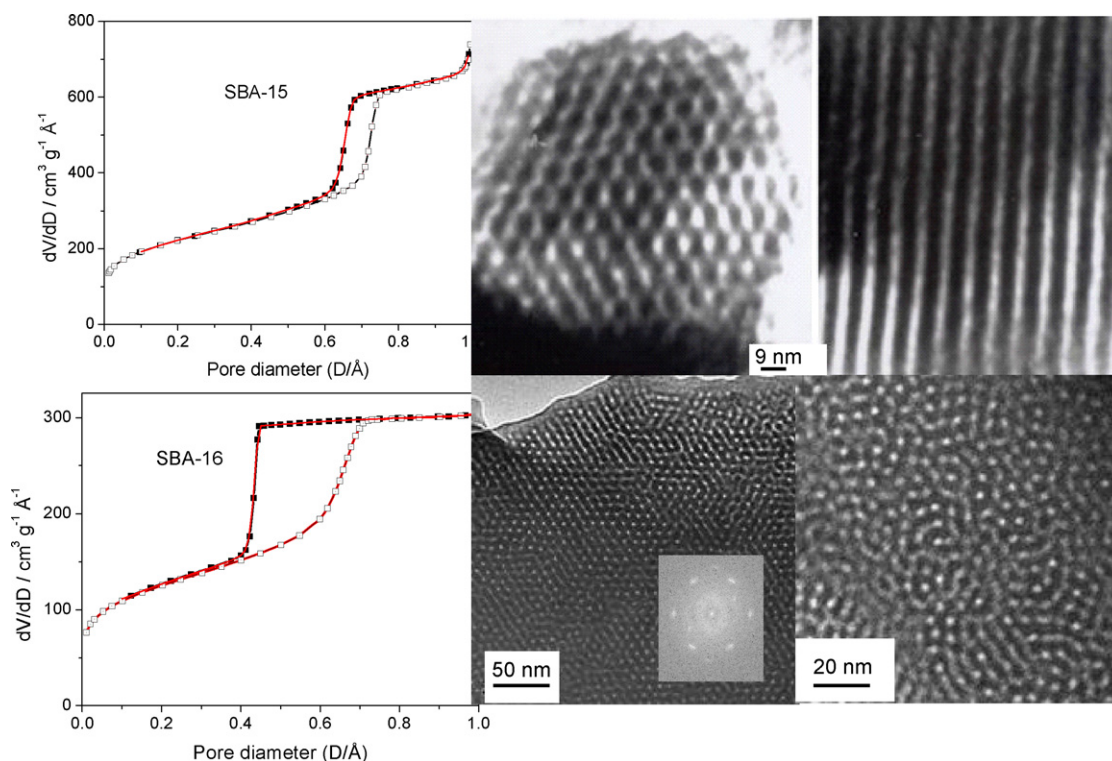 800
600
400
200
0
dV/dD / cm³ g⁻¹ Å⁻¹
SBA-15
0.0 0.2 0.4 0.6 0.8 1.0
Pore diameter (D/Å)
9 nm
300
200
100
0
dV/dD / cm³ g⁻¹ Å⁻¹
SBA-16
0.0 0.2 0.4 0.6 0.8 1.0
Pore diameter (D/Å)
50 nm
20 nm